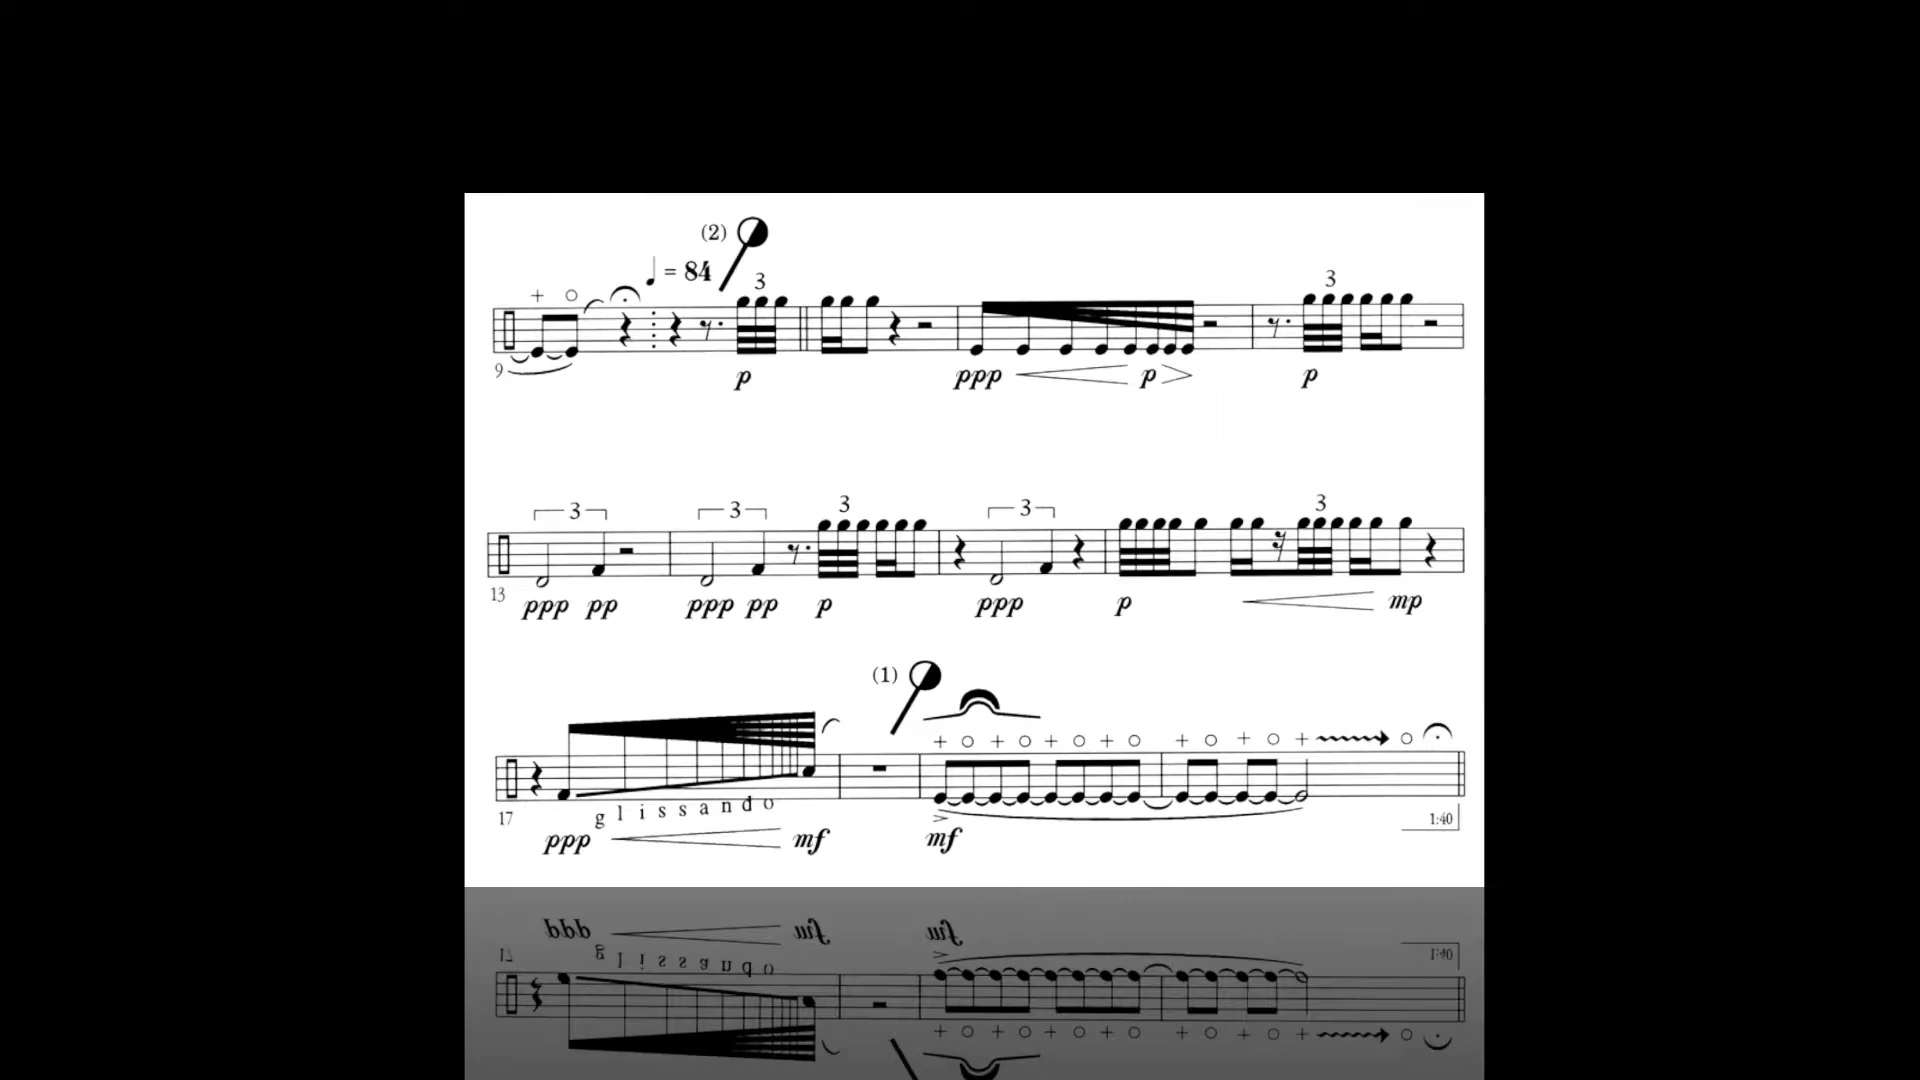 (2)
= 84
3 3
9
p ppp p p
3 3 3 3 3
13
ppp pp ppp pp p ppp p mp
(1)
glissando
17
1:40
ppp mf mf